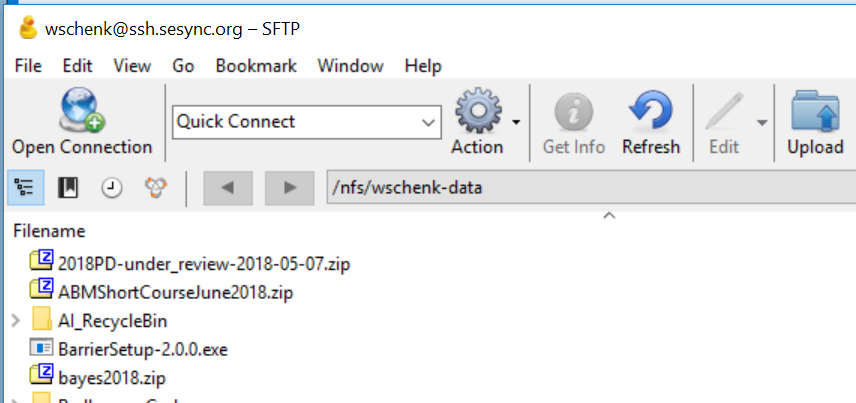 wschenk@ssh.sesync.org – SFTP
File Edit View Go Bookmark Window Help
Quick Connect
Open Connection Action Get Info Refresh Edit Upload
/nfs/wschenk-data
Filename
2018PD-under_review-2018-05-07.zip
ABMShortCourseJune2018.zip
AI_RecycleBin
BarrierSetup-2.0.0.exe
bayes2018.zip